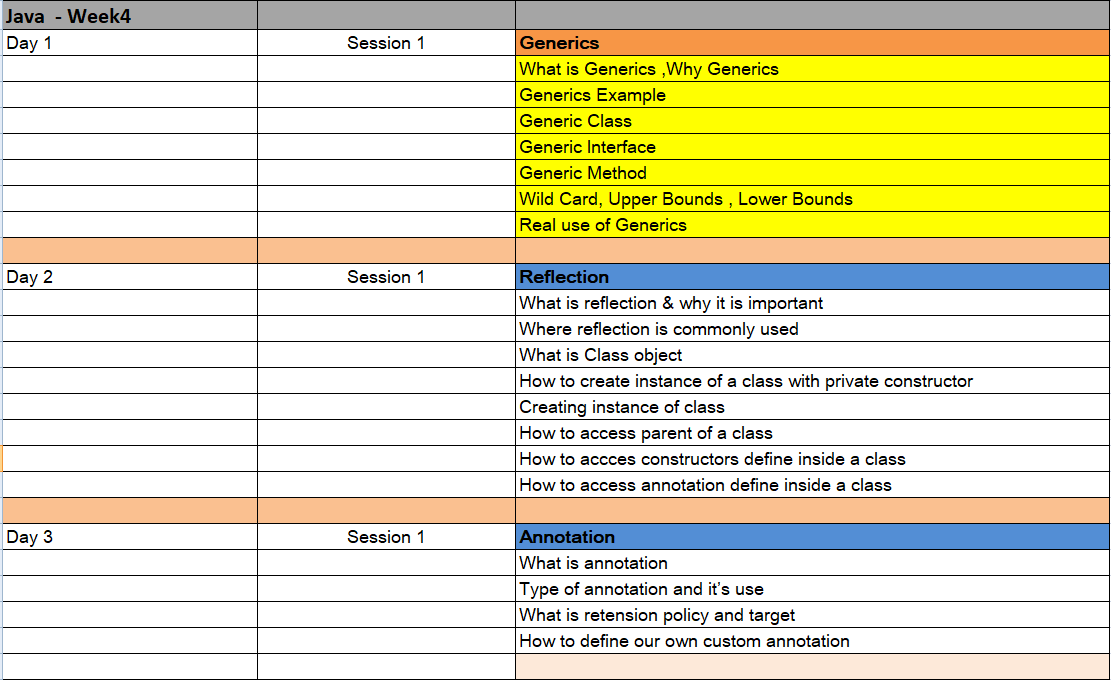 Java  - Week4
Day 1 Session 1 Generics
What is Generics ,Why Generics
Generics Example
Generic Class
Generic Interface
Generic Method
Wild Card, Upper Bounds , Lower Bounds
Real use of Generics
Day 2 Session 1 Reflection
What is reflection & why it is important
Where reflection is commonly used
What is Class object
How to create instance of a class with private constructor
Creating instance of class
How to access parent of a class
How to accces constructors define inside a class
How to access annotation define inside a class
Day 3 Session 1 Annotation
What is annotation
Type of annotation and it’s use
What is retension policy and target
How to define our own custom annotation